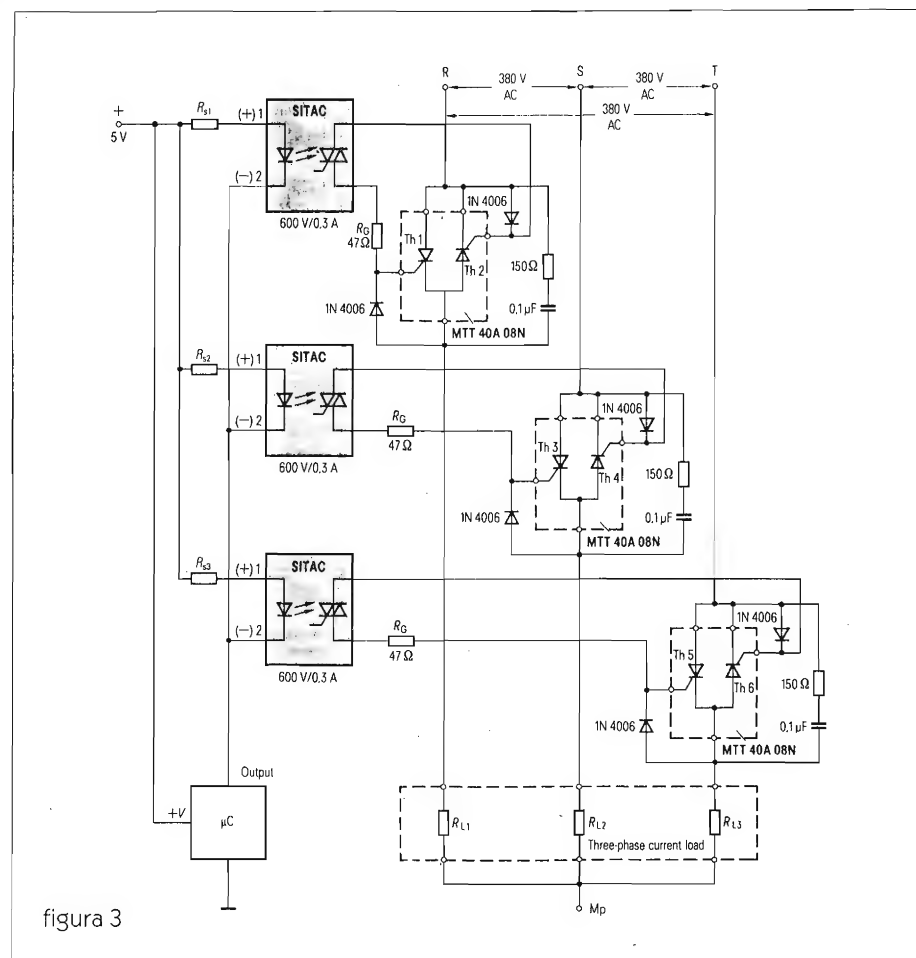 R
S
T
380 V
AC
380 V
AC
380 V
AC
+
5 V
Rs1
(+) 1
SITAC
(−) 2
600 V/0,3 A
RG
47 Ω
1N 4006
Th 1
Th 2
1N 4006
150 Ω
0,1 µF
MTT 40A 08N
Rs2
(+) 1
SITAC
(−) 2
600 V/0,3 A
RG
47 Ω
1N 4006
Th 3
Th 4
1N 4006
150 Ω
0,1 µF
MTT 40A 08N
Rs3
(+) 1
SITAC
(−) 2
600 V/0,3 A
RG
47 Ω
1N 4006
Th 5
Th 6
1N 4006
150 Ω
0,1 µF
MTT 40A 08N
Output
+V
µC
RL1
RL2
RL3
Three-phase current load
Mp
figura 3